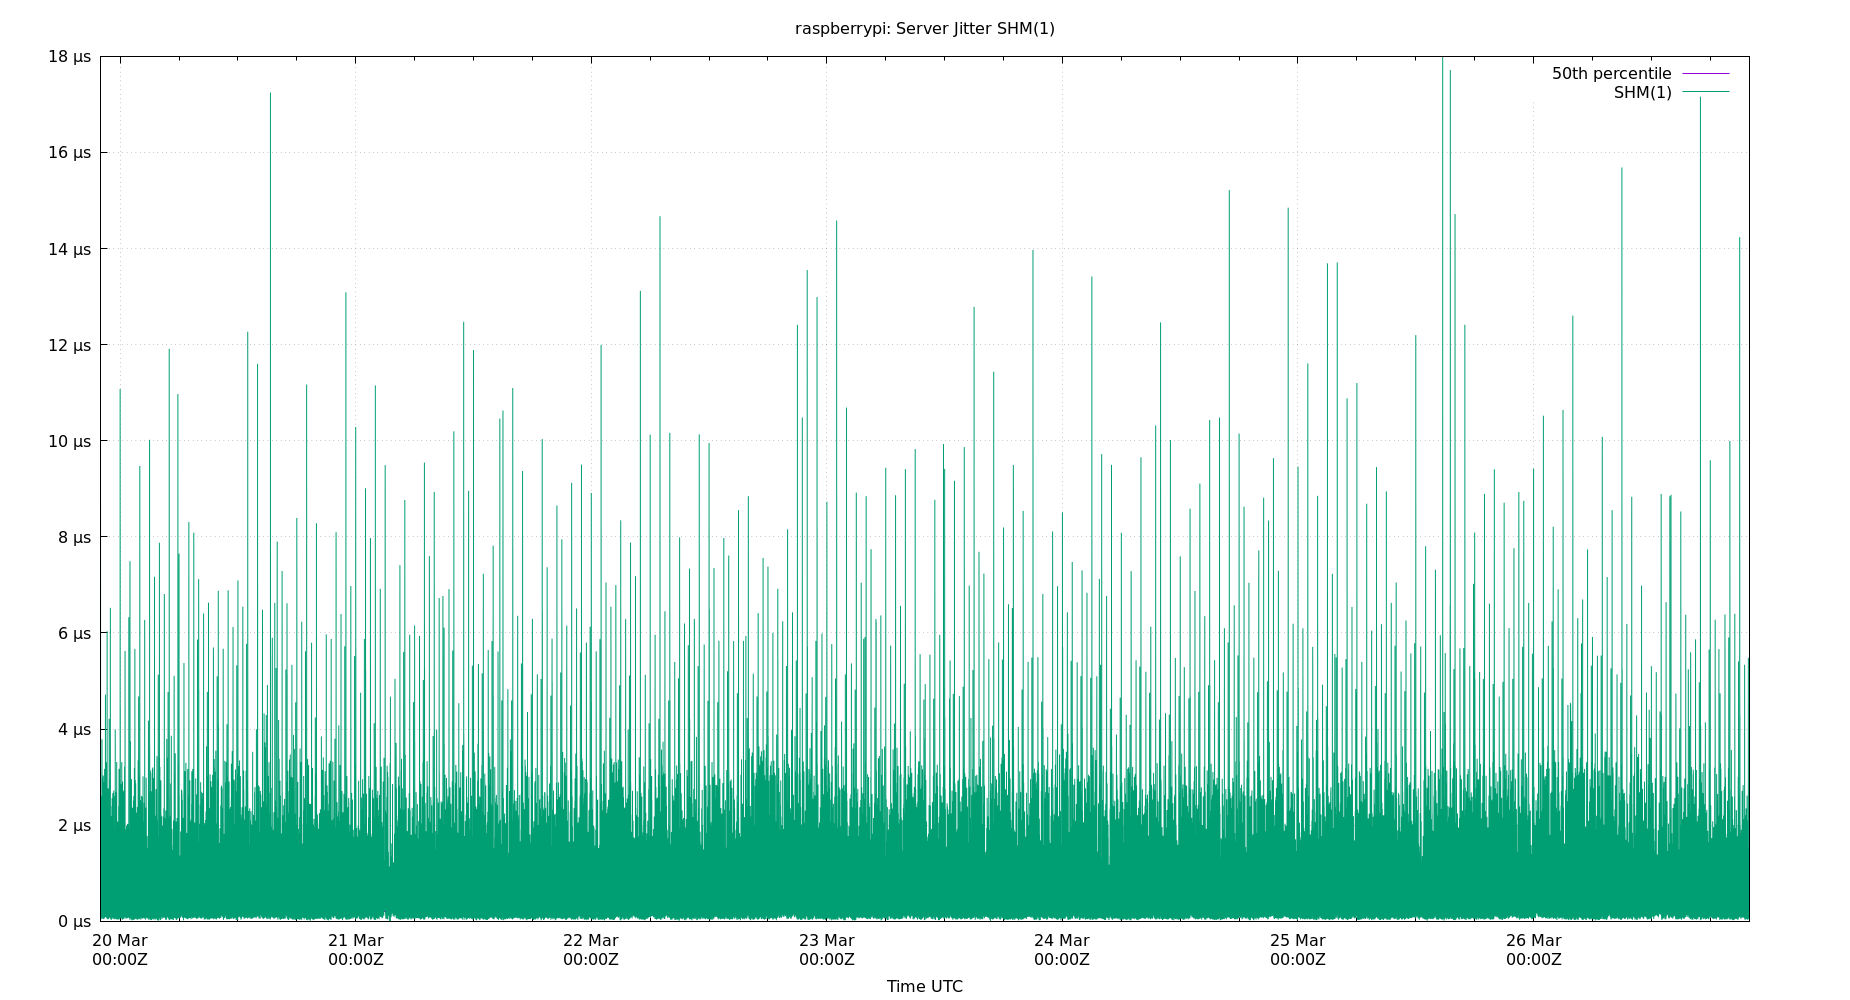 raspberrypi: Server Jitter SHM(1)
18 µs
50th percentile
SHM(1)
16 µs
14 µs
12 µs
10 µs
8 µs
6 µs
4 µs
2 µs
0 µs
20 Mar 21 Mar 22 Mar 23 Mar 24 Mar 25 Mar 26 Mar
00:00Z 00:00Z 00:00Z 00:00Z 00:00Z 00:00Z 00:00Z
Time UTC